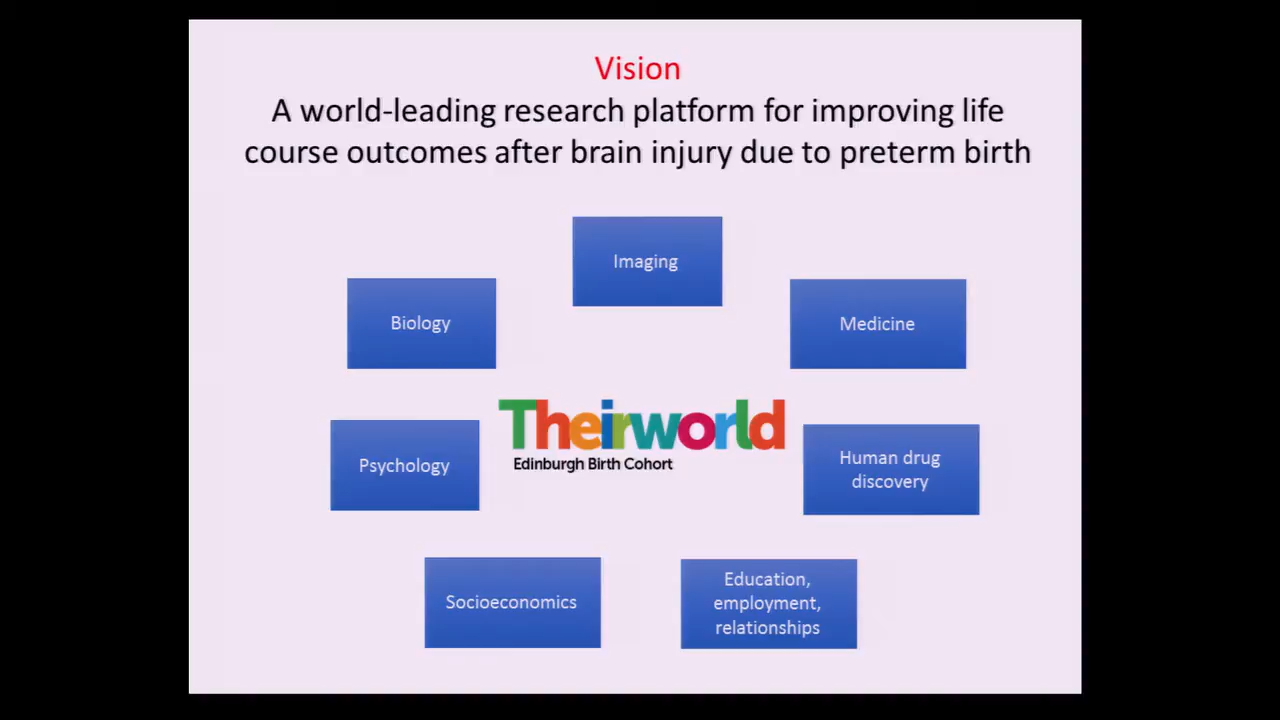 Vision
A world-leading research platform for improving life
course outcomes after brain injury due to preterm birth
Imaging
Biology
Medicine
Theirworld
Edinburgh Birth Cohort
Psychology
Human drug
discovery
Socioeconomics
Education,
employment,
relationships